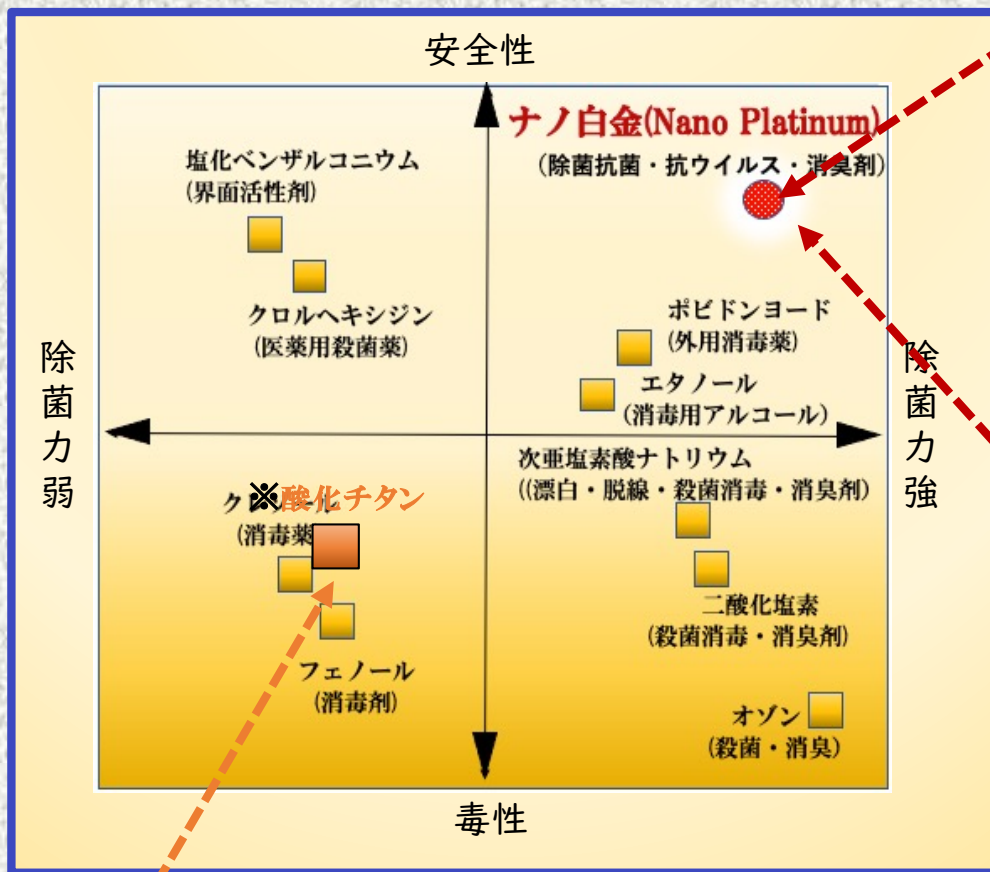 安全性
ナノ白金(Nano Platinum)
(除菌抗菌・抗ウイルス・消臭剤)
塩化ベンザルコニウム
(界面活性剤)
クロルヘキシジン
(医薬用殺菌薬)
ポビドンヨード
(外用消毒薬)
エタノール
(消毒用アルコール)
除菌力弱
除菌力強
次亜塩素酸ナトリウム
((漂白・脱線・殺菌消毒・消臭剤)
※酸化チタン
(消毒薬
二酸化塩素
(殺菌消毒・消臭剤)
フェノール
(消毒剤)
オゾン
(殺菌・消臭)
毒性